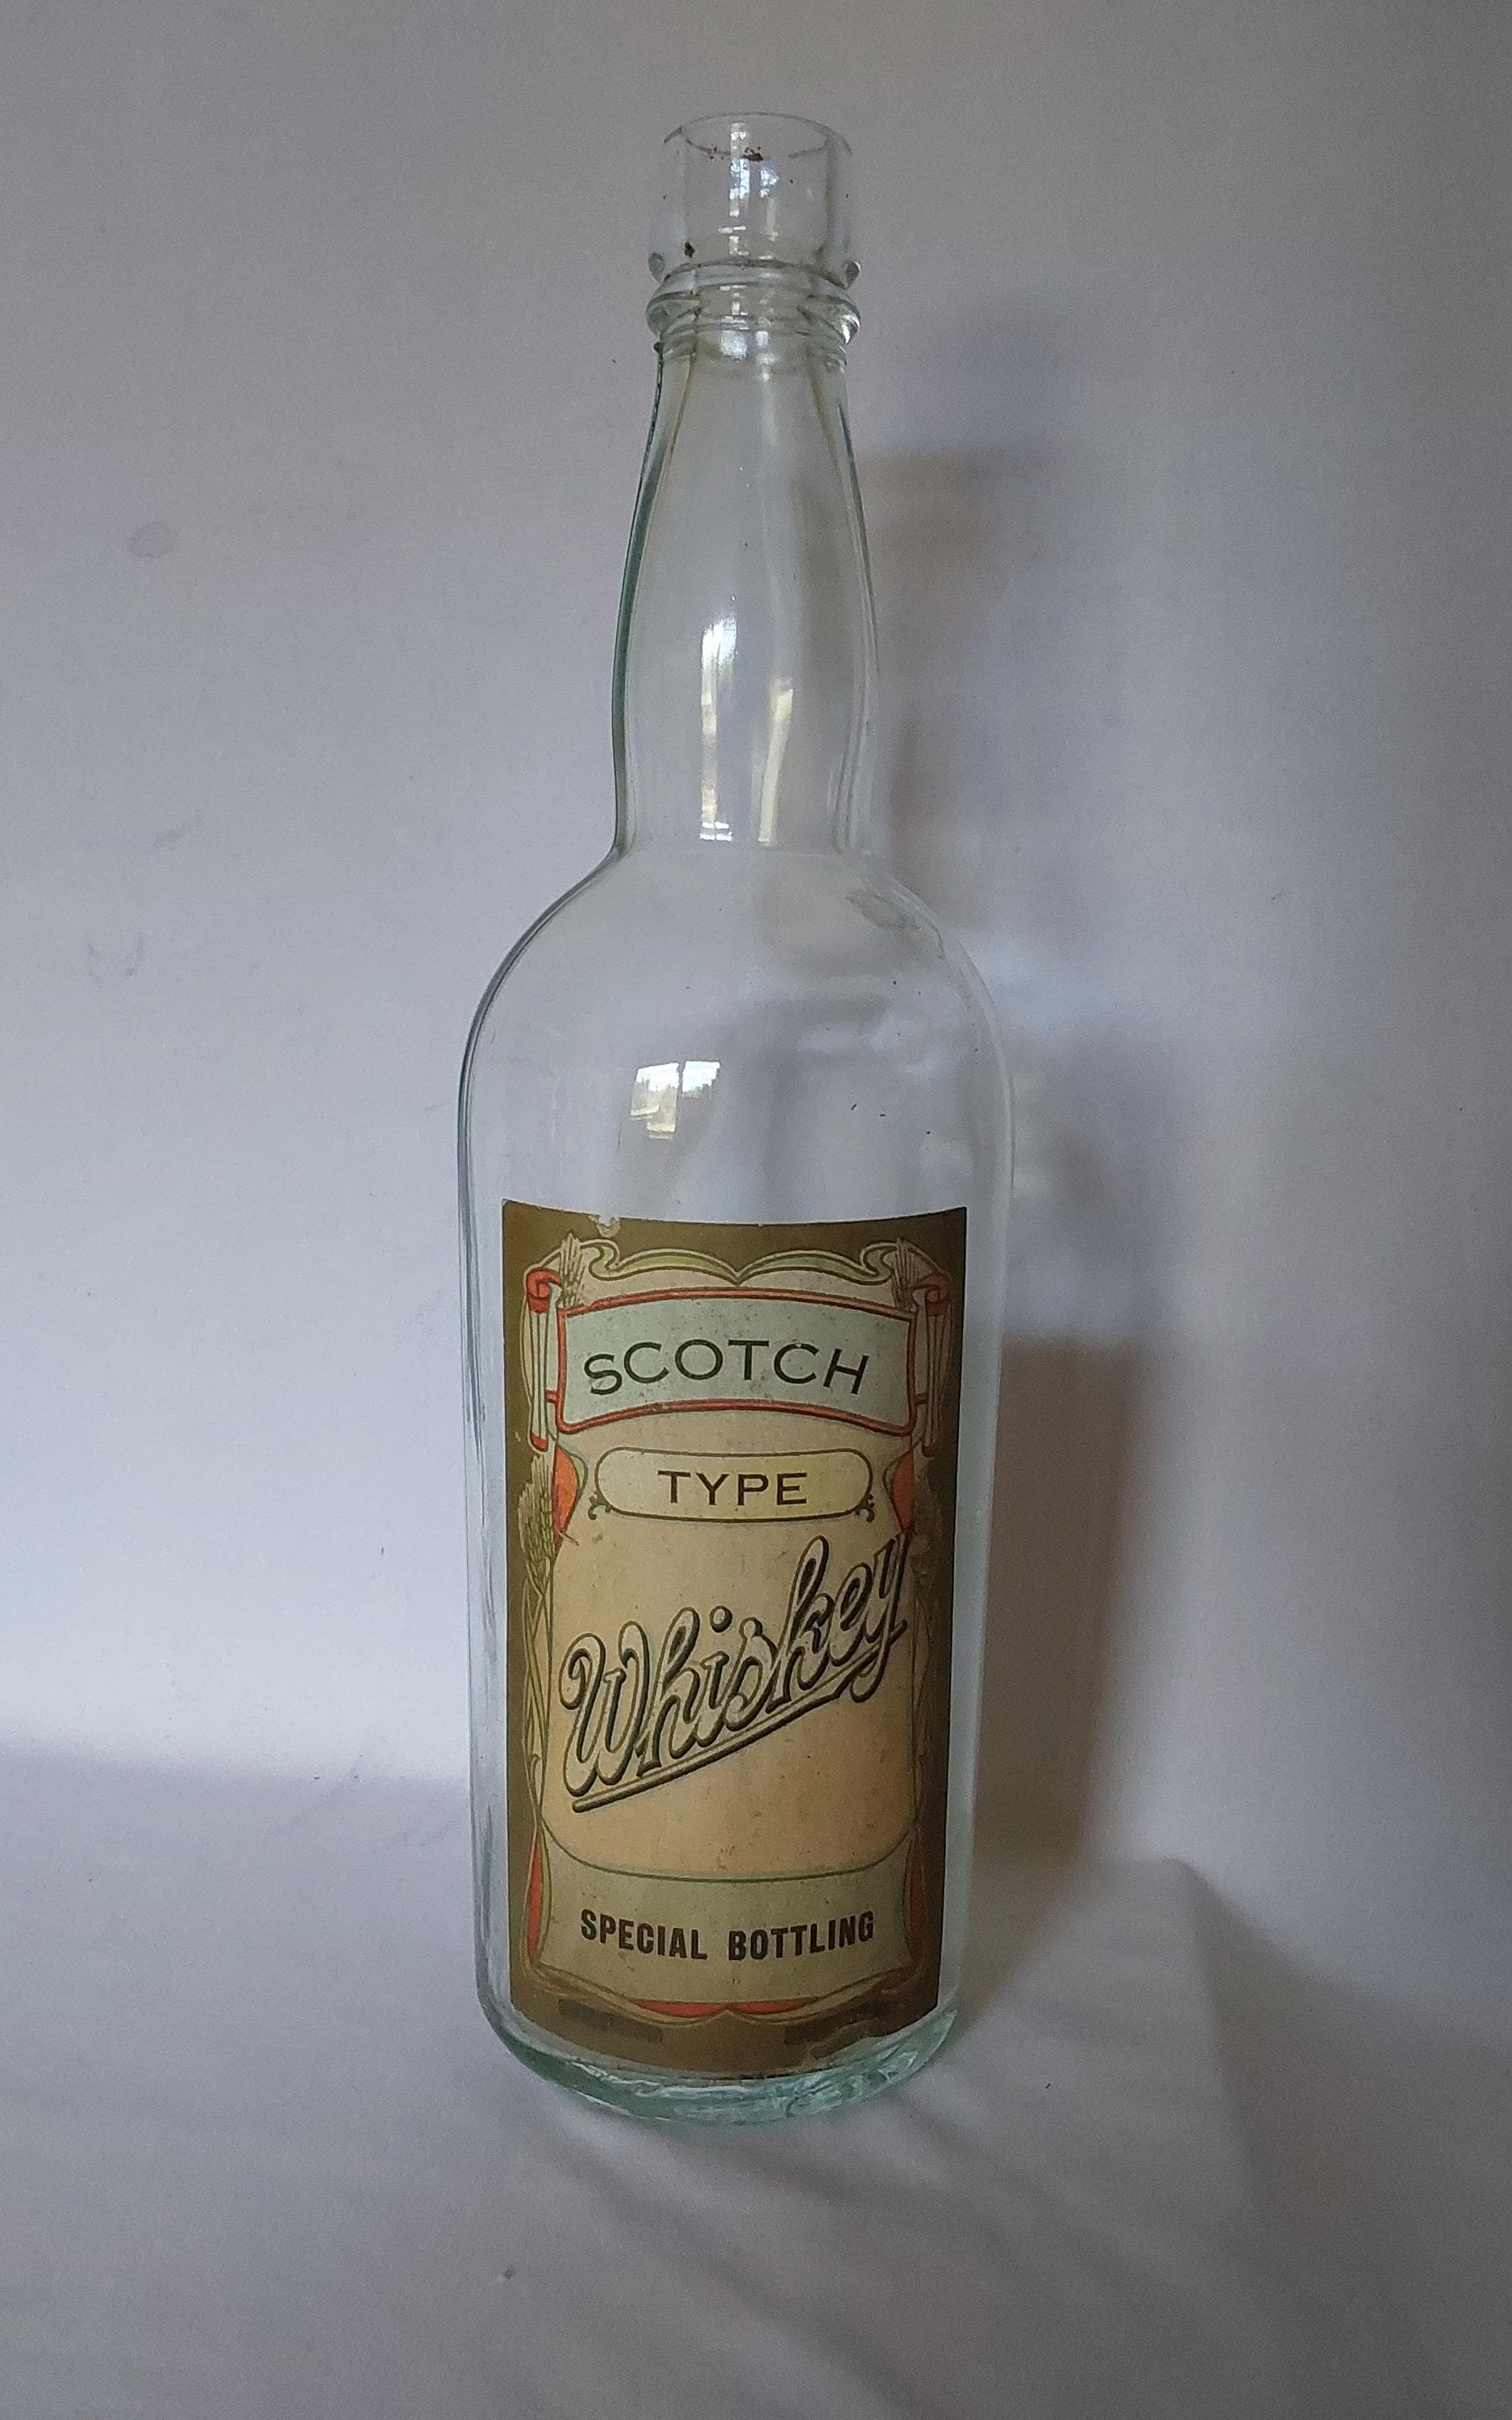 SCOTCH
TYPE
Whiskey
SPECIAL BOTTLING